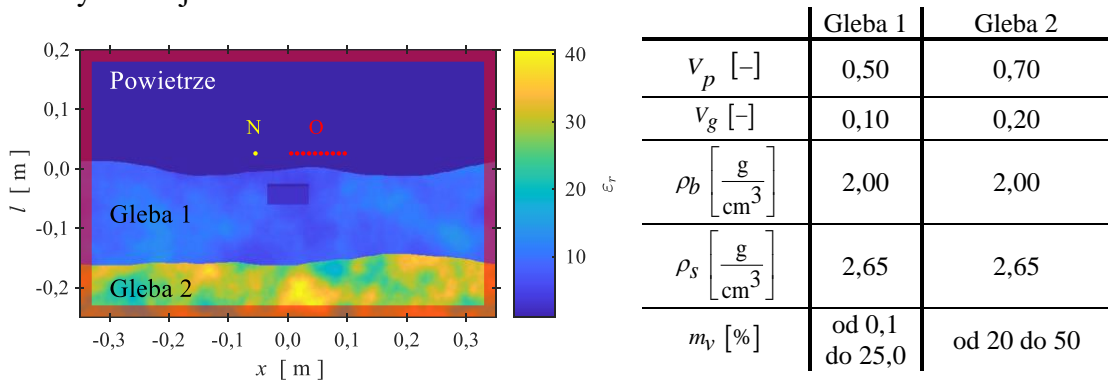 0,2
0,1
0,0
-0,1
-0,2
l [ m ]
Powietrze
N
O
Gleba 1
Gleba 2
-0,3
-0,2
-0,1
0,0
0,1
0,2
0,3
x [ m ]
40
30
20
10
εr
Gleba 1 Gleba 2
Vp [−] 0,50 0,70
Vg [−] 0,10 0,20
ρb [g/cm³] 2,00 2,00
ρs [g/cm³] 2,65 2,65
mv [%] od 0,1 do 25,0 od 20 do 50